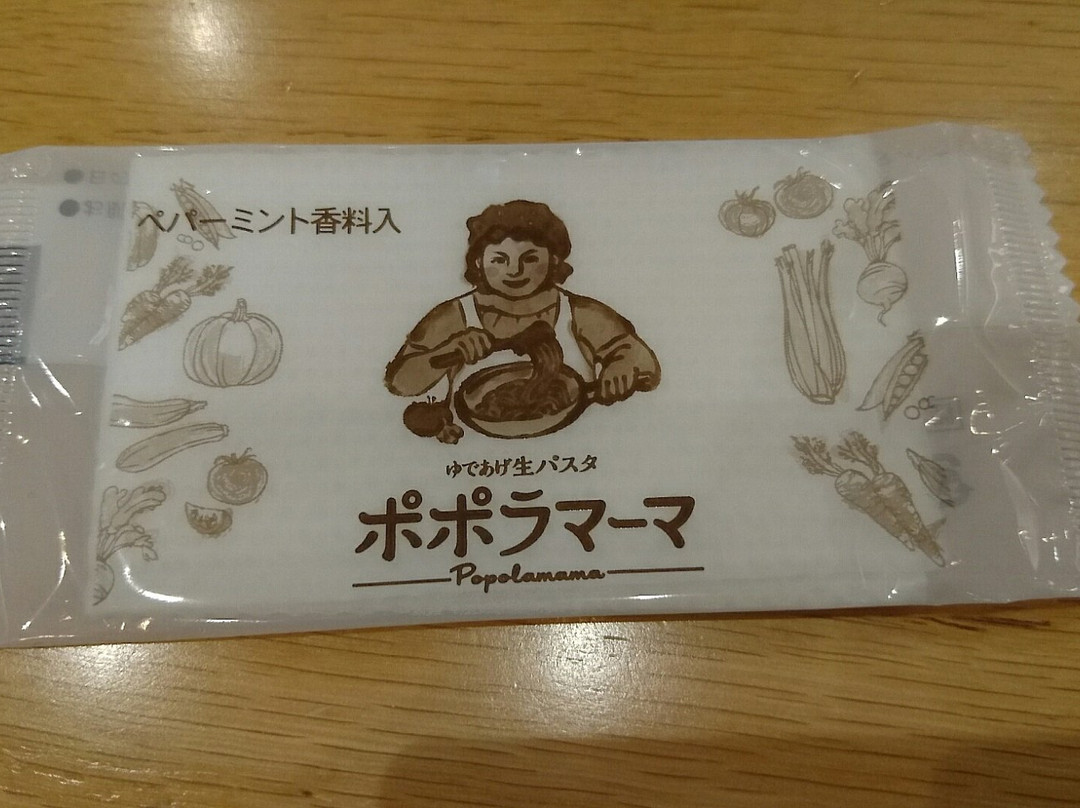 ペパーミント香料入
ゆであげ生パスタ
ポポラマーマ
Popolamama